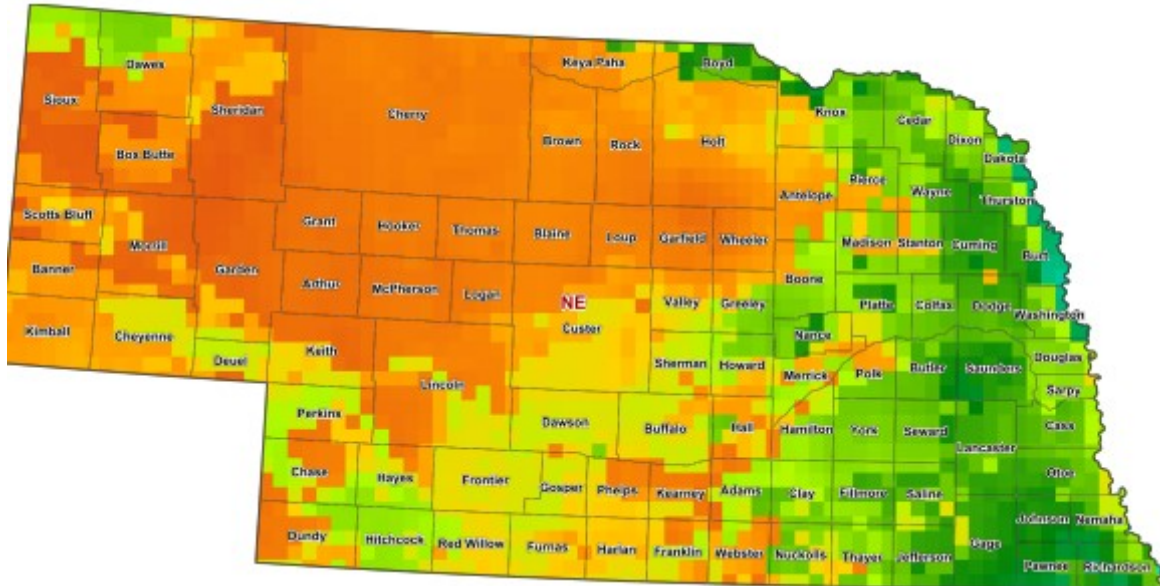 Keya Paha
Boyd
Dawes
Sioux
Sheridan
Cherry
Knox
Cedar
Brown
Rock
Holt
Dixon
Box Butte
Dakota
Pierce
Wayne
Antelope
Thurston
Scotts Bluff
Grant
Hooker
Thomas
Blaine
Loup
Garfield
Wheeler
Madison
Stanton
Cuming
Morrill
Burt
Banner
Garden
Arthur
McPherson
Logan
Boone
NE
Valley
Greeley
Platte
Colfax
Dodge
Washington
Kimball
Cheyenne
Custer
Nance
Keith
Deuel
Sherman
Howard
Douglas
Merrick
Polk
Butler
Saunders
Lincoln
Sarpy
Perkins
Dawson
Buffalo
Hall
Hamilton
York
Seward
Cass
Lancaster
Chase
Hayes
Frontier
Gosper
Phelps
Kearney
Adams
Clay
Fillmore
Saline
Otoe
Johnson
Nemaha
Dundy
Hitchcock
Red Willow
Furnas
Harlan
Franklin
Webster
Nuckolls
Thayer
Jefferson
Gage
Pawnee
Richardson